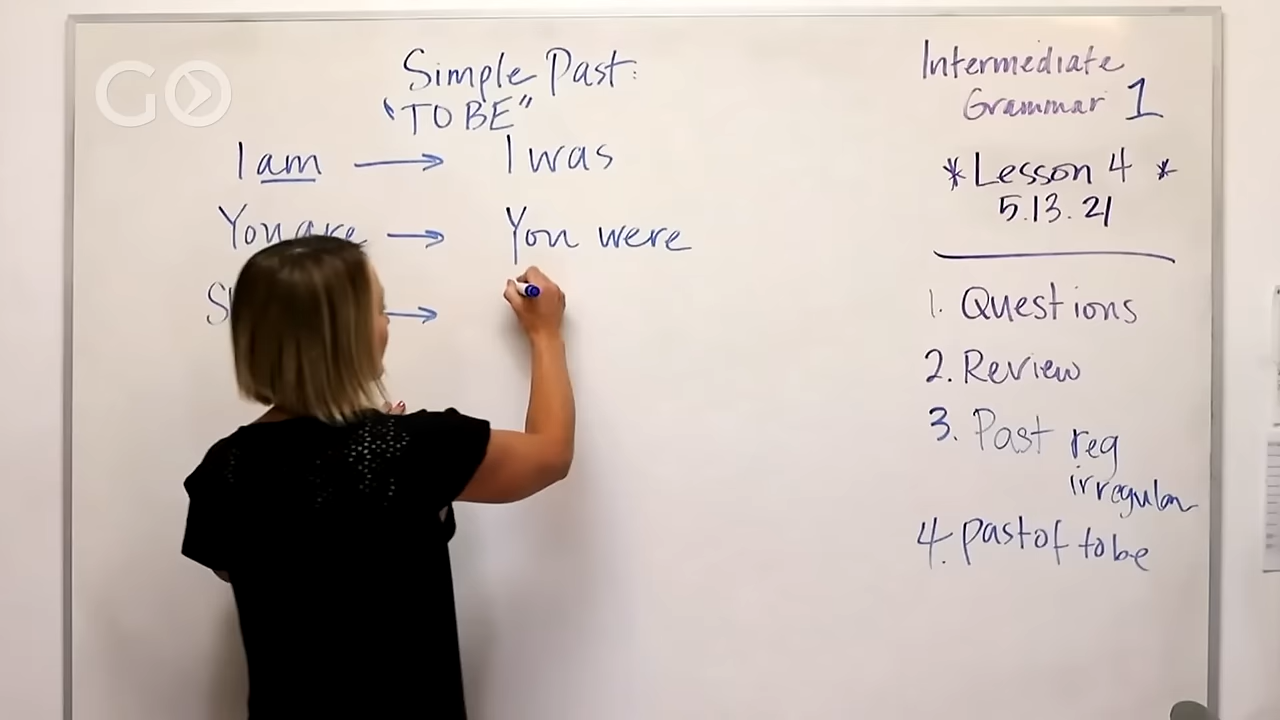 GO
Simple Past:
"TO BE"
I am → I was
You are → You were
→
Intermediate
Grammar 1
* Lesson 4 *
5.13.21
1. Questions
2. Review
3. Past reg
irregular
4. past of to be